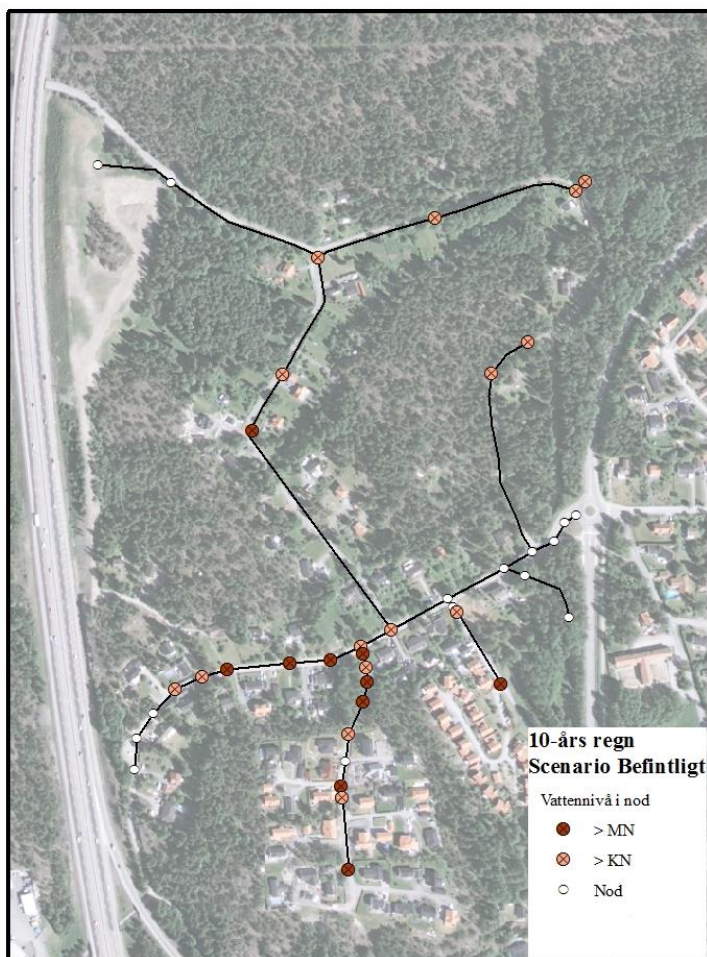 10-års regn
Scenario Befintligt
Vattennivå i nod
> MN
> KN
Nod